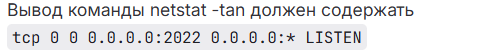 Вывод команды netstat -tan должен содержать
tcp 0 0 0.0.0.0:2022 0.0.0.0:* LISTEN